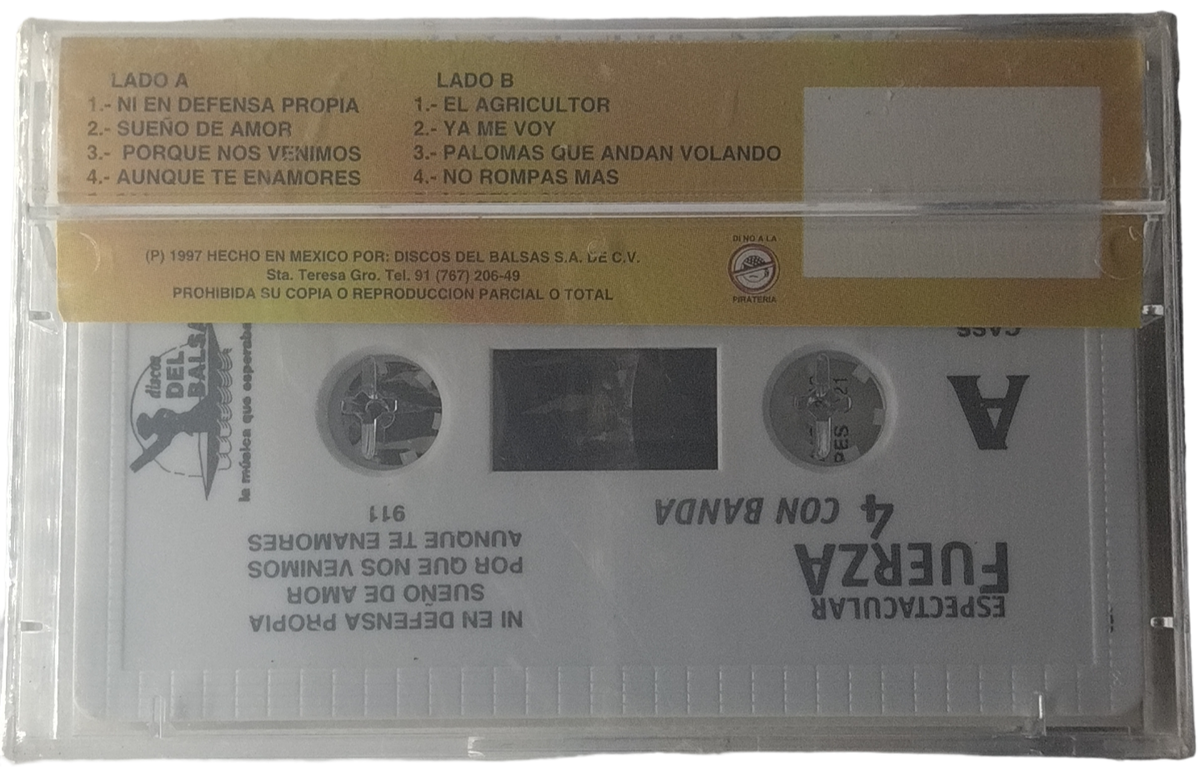 LADO A
1.- NI EN DEFENSA PROPIA
2.- SUEÑO DE AMOR
3.- PORQUE NOS VENIMOS
4.- AUNQUE TE ENAMORES
LADO B
1.- EL AGRICULTOR
2.- YA ME VOY
3.- PALOMAS QUE ANDAN VOLANDO
4.- NO ROMPAS MAS
(P) 1997 HECHO EN MEXICO POR: DISCOS DEL BALSAS S.A. DE C.V.
Sta. Teresa Gro. Tel. 91 (767) 206-49
PROHIBIDA SU COPIA O REPRODUCCION PARCIAL O TOTAL
DI NO A LA
PIRATERIA
discos
DEL
BALSAS
la música que esperaba
CASS
A
ESPECTACULAR
FUERZA
4 CON BANDA
NI EN DEFENSA PROPIA
SUEÑO DE AMOR
POR QUE NOS VENIMOS
AUNQUE TE ENAMORES
911